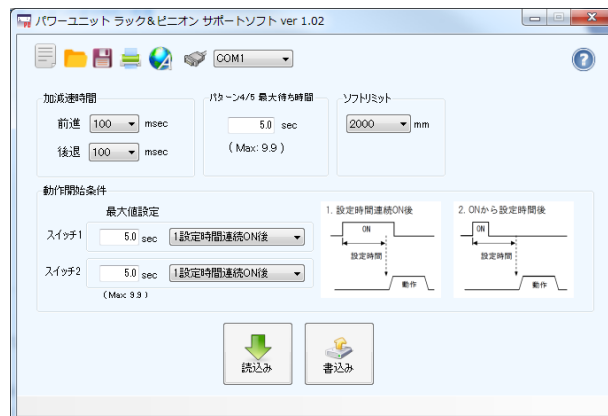 パワーユニット ラック&ピニオン サポートソフト ver 1.02
COM1
加減速時間
前進 100 msec
後退 100 msec
パターン4/5 最大待ち時間
5.0 sec
( Max: 9.9 )
ソフトリミット
2000 mm
動作開始条件
最大値設定
スイッチ1 5.0 sec 1設定時間連続ON後
スイッチ2 5.0 sec 1設定時間連続ON後
(Max: 9.9 )
1. 設定時間連続ON後
ON
設定時間
動作
2. ONから設定時間後
ON
設定時間
動作
読込み
書込み